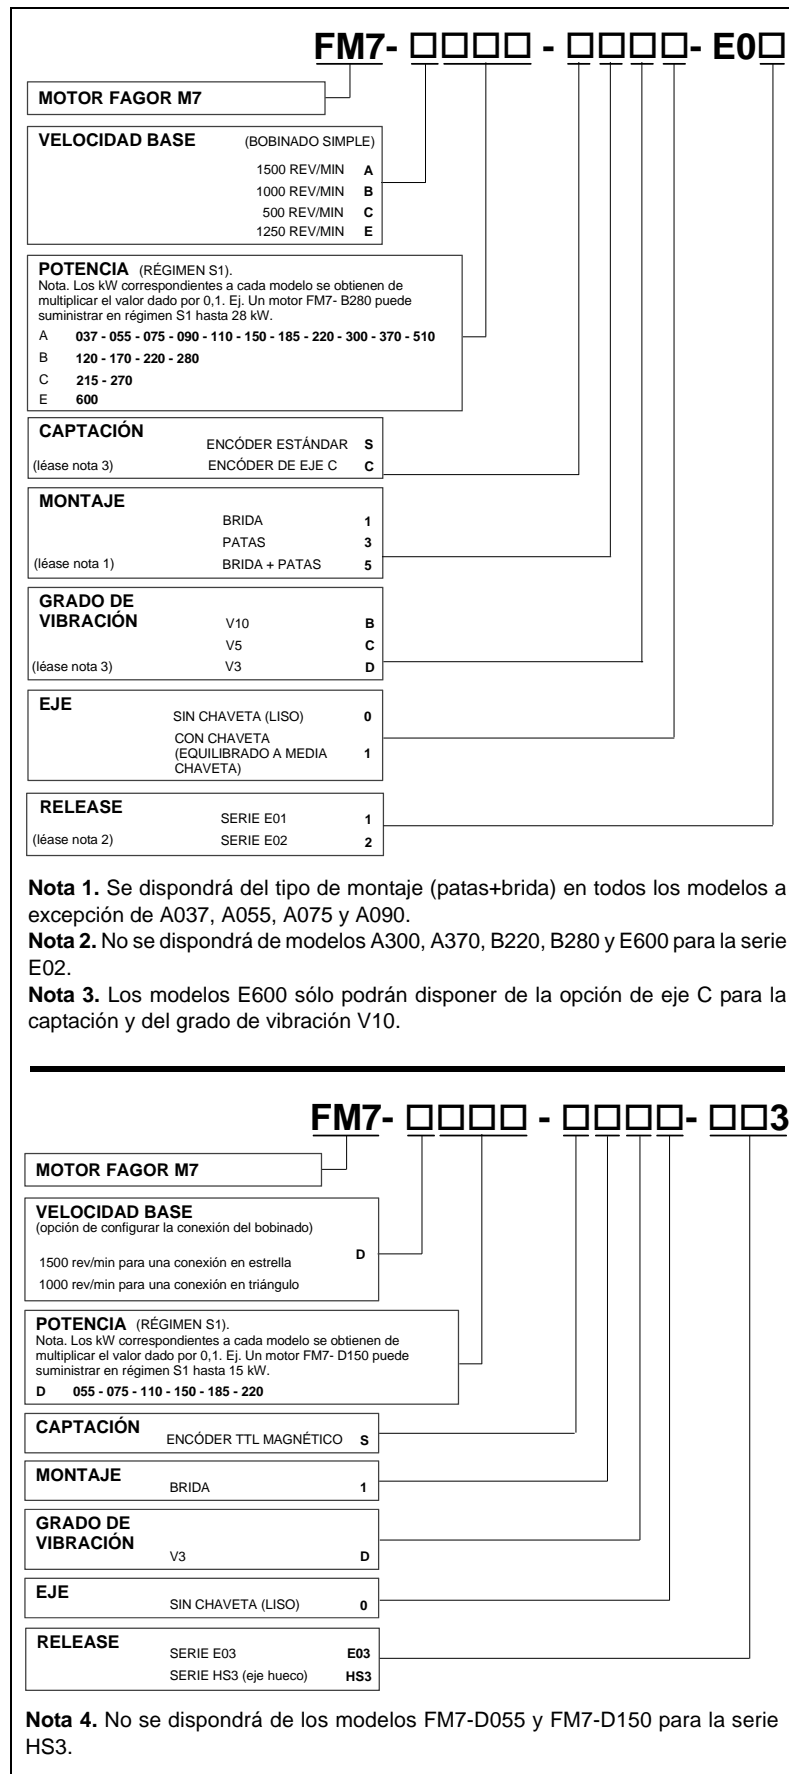 FM7- □□□□ - □□□□- E0□
MOTOR FAGOR M7
VELOCIDAD BASE (BOBINADO SIMPLE)
1500 REV/MIN A
1000 REV/MIN B
500 REV/MIN C
1250 REV/MIN E
POTENCIA (RÉGIMEN S1).
Nota. Los kW correspondientes a cada modelo se obtienen de
multiplicar el valor dado por 0,1. Ej. Un motor FM7- B280 puede
suministrar en régimen S1 hasta 28 kW.
A 037 - 055 - 075 - 090 - 110 - 150 - 185 - 220 - 300 - 370 - 510
B 120 - 170 - 220 - 280
C 215 - 270
E 600
CAPTACIÓN
ENCÓDER ESTÁNDAR S
(léase nota 3) ENCÓDER DE EJE C C
MONTAJE
BRIDA 1
PATAS 3
(léase nota 1) BRIDA + PATAS 5
GRADO DE
VIBRACIÓN
V10 B
V5 C
(léase nota 3) V3 D
EJE
SIN CHAVETA (LISO) 0
CON CHAVETA
(EQUILIBRADO A MEDIA 1
CHAVETA)
RELEASE
SERIE E01 1
(léase nota 2) SERIE E02 2
Nota 1. Se dispondrá del tipo de montaje (patas+brida) en todos los modelos a
excepción de A037, A055, A075 y A090.
Nota 2. No se dispondrá de modelos A300, A370, B220, B280 y E600 para la serie
E02.
Nota 3. Los modelos E600 sólo podrán disponer de la opción de eje C para la
captación y del grado de vibración V10.
FM7- □□□□ - □□□□- □□3
MOTOR FAGOR M7
VELOCIDAD BASE
(opción de configurar la conexión del bobinado)
D
1500 rev/min para una conexión en estrella
1000 rev/min para una conexión en triángulo
POTENCIA (RÉGIMEN S1).
Nota. Los kW correspondientes a cada modelo se obtienen de
multiplicar el valor dado por 0,1. Ej. Un motor FM7- D150 puede
suministrar en régimen S1 hasta 15 kW.
D 055 - 075 - 110 - 150 - 185 - 220
CAPTACIÓN
ENCÓDER TTL MAGNÉTICO S
MONTAJE
BRIDA 1
GRADO DE
VIBRACIÓN
V3 D
EJE
SIN CHAVETA (LISO) 0
RELEASE
SERIE E03 E03
SERIE HS3 (eje hueco) HS3
Nota 4. No se dispondrá de los modelos FM7-D055 y FM7-D150 para la serie
HS3.